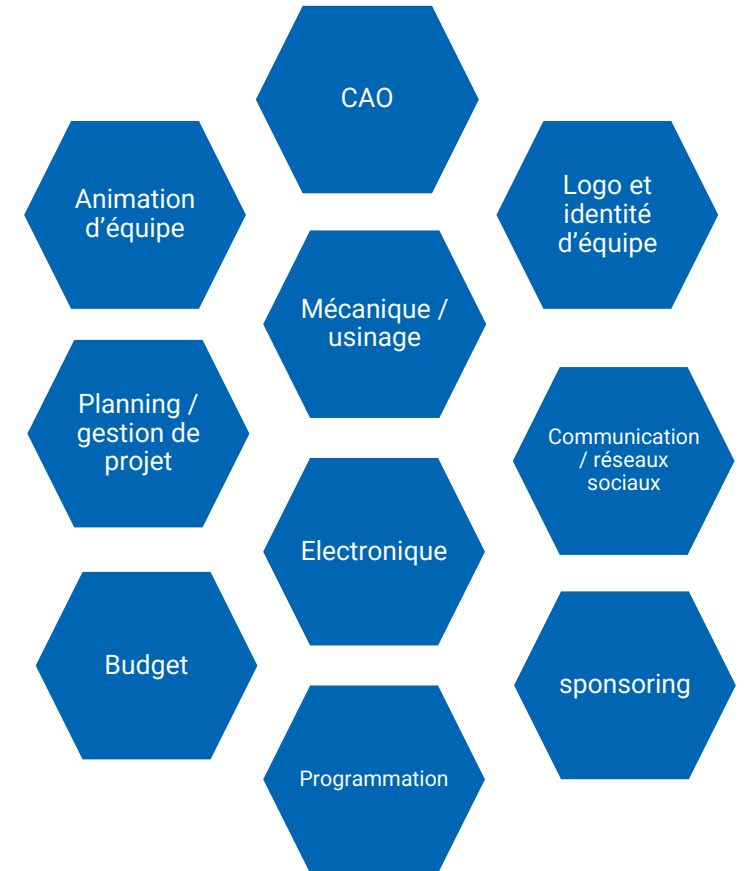 CAO
Animation
d’équipe
Logo et
identité
d’équipe
Mécanique /
usinage
Planning /
gestion de
projet
Communication
/ réseaux
sociaux
Electronique
Budget
sponsoring
Programmation